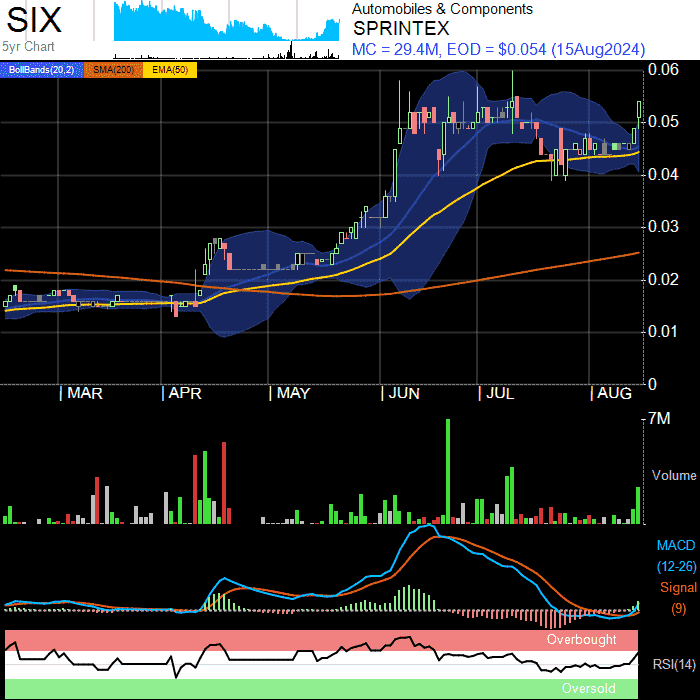 SIX
5yr Chart
Automobiles & Components
SPRINTEX
MC = 29.4M, EOD = $0.054 (15Aug2024)
BollBands(20,2) SMA(200) EMA(50)
0.06
0.05
0.04
0.03
0.02
0.01
0
MAR APR MAY JUN JUL AUG
7M
Volume
MACD
(12-26)
Signal
(9)
Overbought
RSI(14)
Oversold